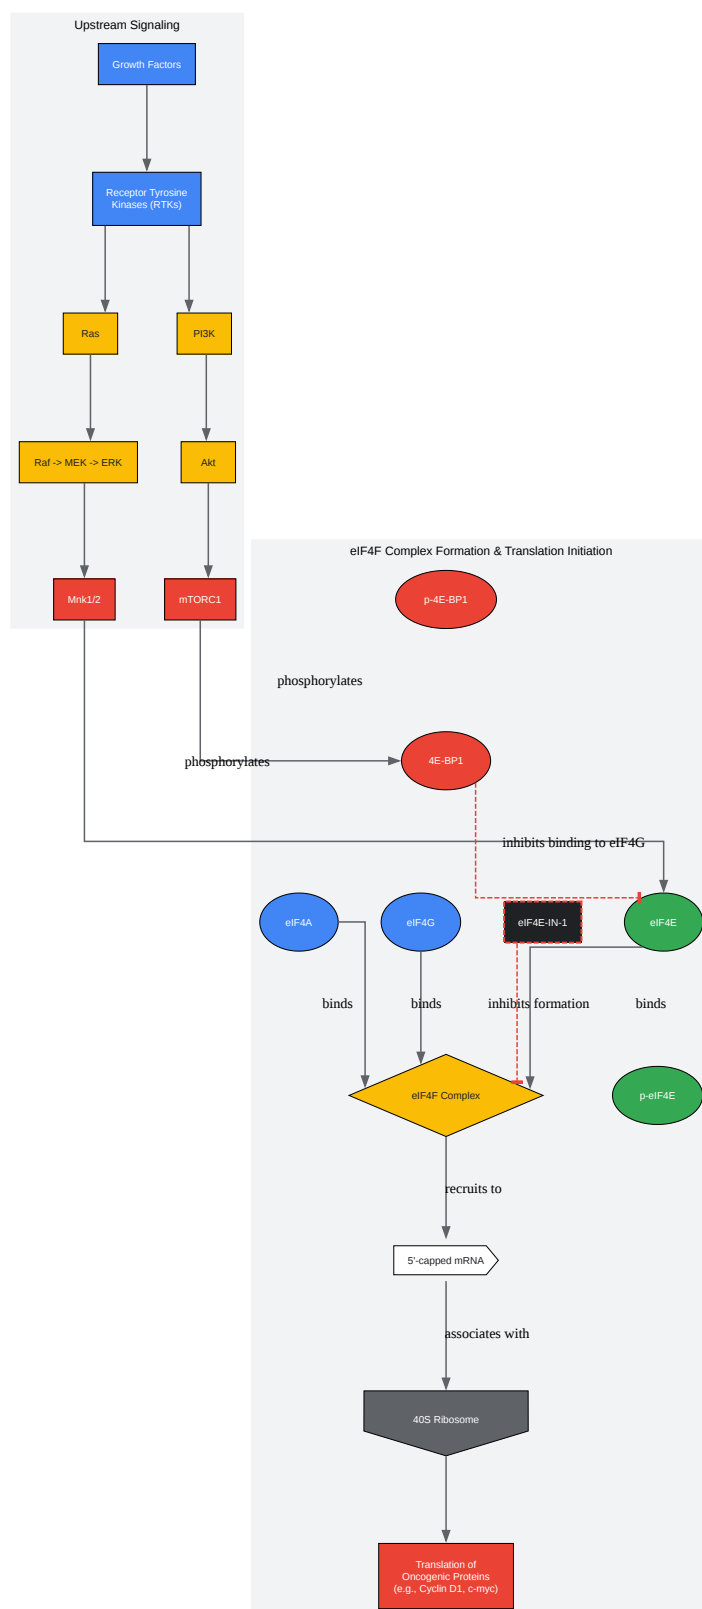 Upstream Signaling
Growth Factors
Receptor Tyrosine
Kinases (RTKs)
Ras
PI3K
Raf -> MEK -> ERK
Akt
Mnk1/2
mTORC1
eIF4F Complex Formation & Translation Initiation
p-4E-BP1
phosphorylates
phosphorylates
4E-BP1
inhibits binding to eIF4G
eIF4A
eIF4G
eIF4E-IN-1
eIF4E
binds
binds
inhibits formation
binds
eIF4F Complex
p-eIF4E
recruits to
5'-capped mRNA
associates with
40S Ribosome
Translation of
Oncogenic Proteins
(e.g., Cyclin D1, c-myc)